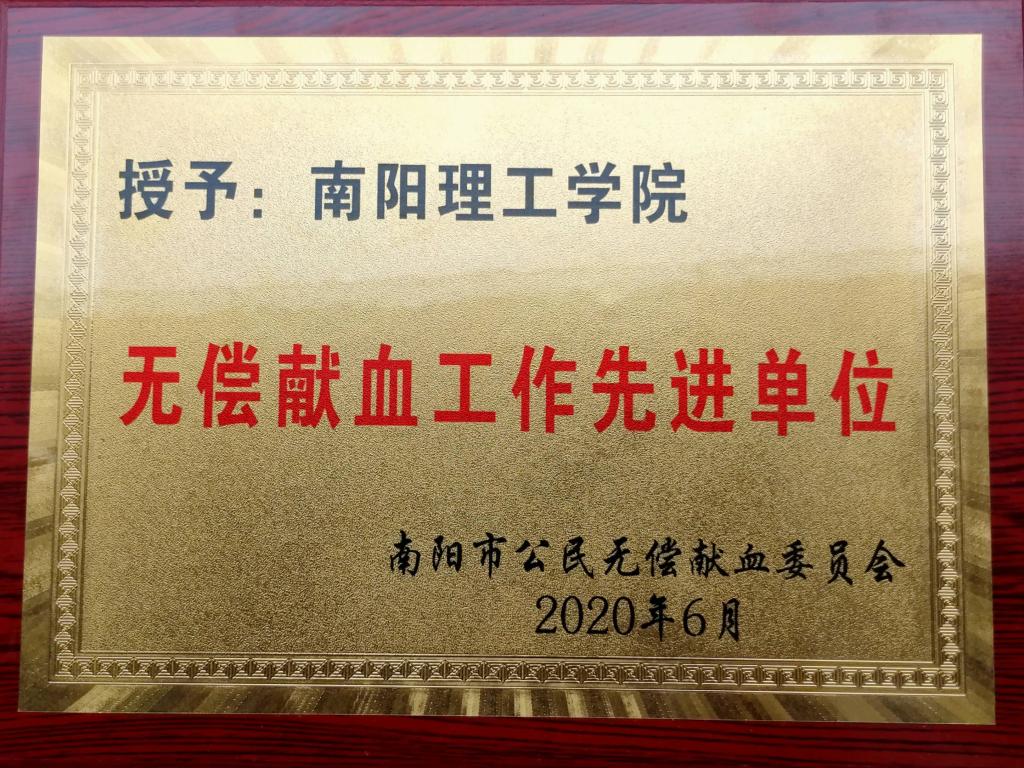 授予：南阳理工学院
无偿献血工作先进单位
南阳市公民无偿献血委员会
2020年6月